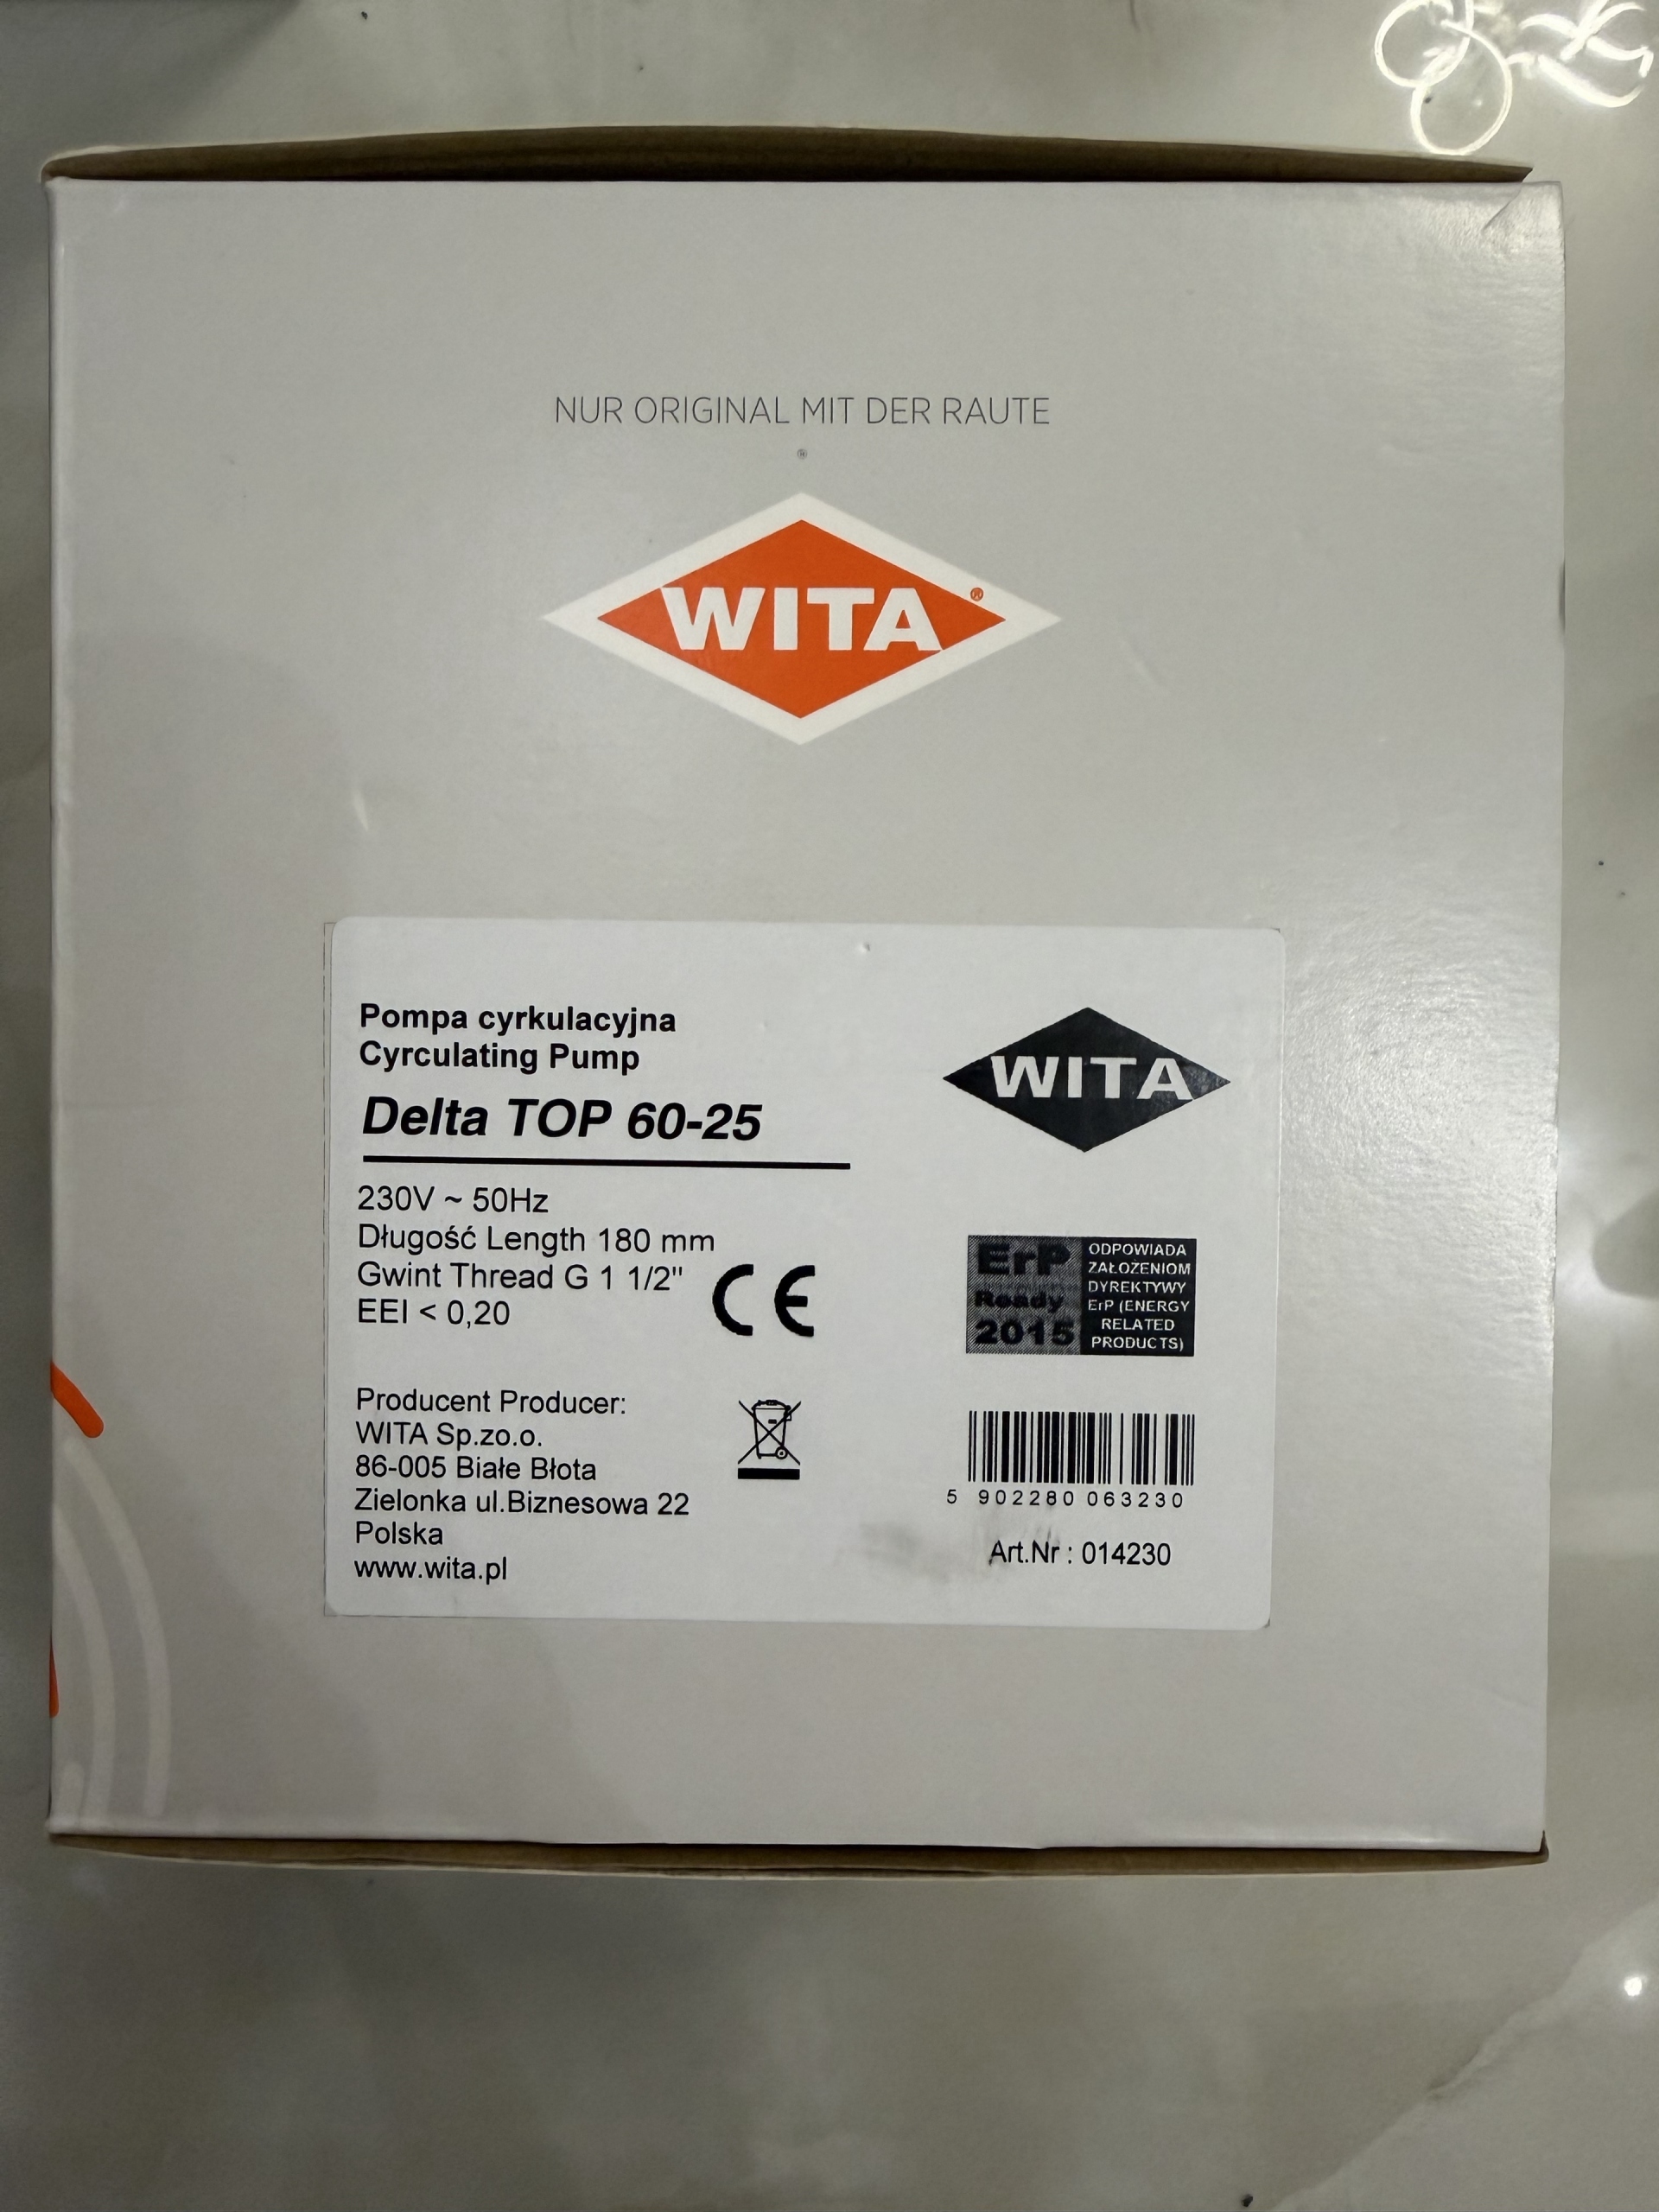 NUR ORIGINAL MIT DER RAUTE
®
WITA®
Pompa cyrkulacyjna
Cyrculating Pump
Delta TOP 60-25
230V ~ 50Hz
Długość Length 180 mm
Gwint Thread G 1 1/2"
EEI < 0,20
CE
Producent Producer:
WITA Sp.zo.o.
86-005 Białe Błota
Zielonka ul.Biznesowa 22
Polska
www.wita.pl
WITA
ErP
Ready
2015
ODPOWIADA
ZAŁOŻENIOM
DYREKTYWY
ErP (ENERGY
RELATED
PRODUCTS)
5 902280 063230
Art.Nr : 014230